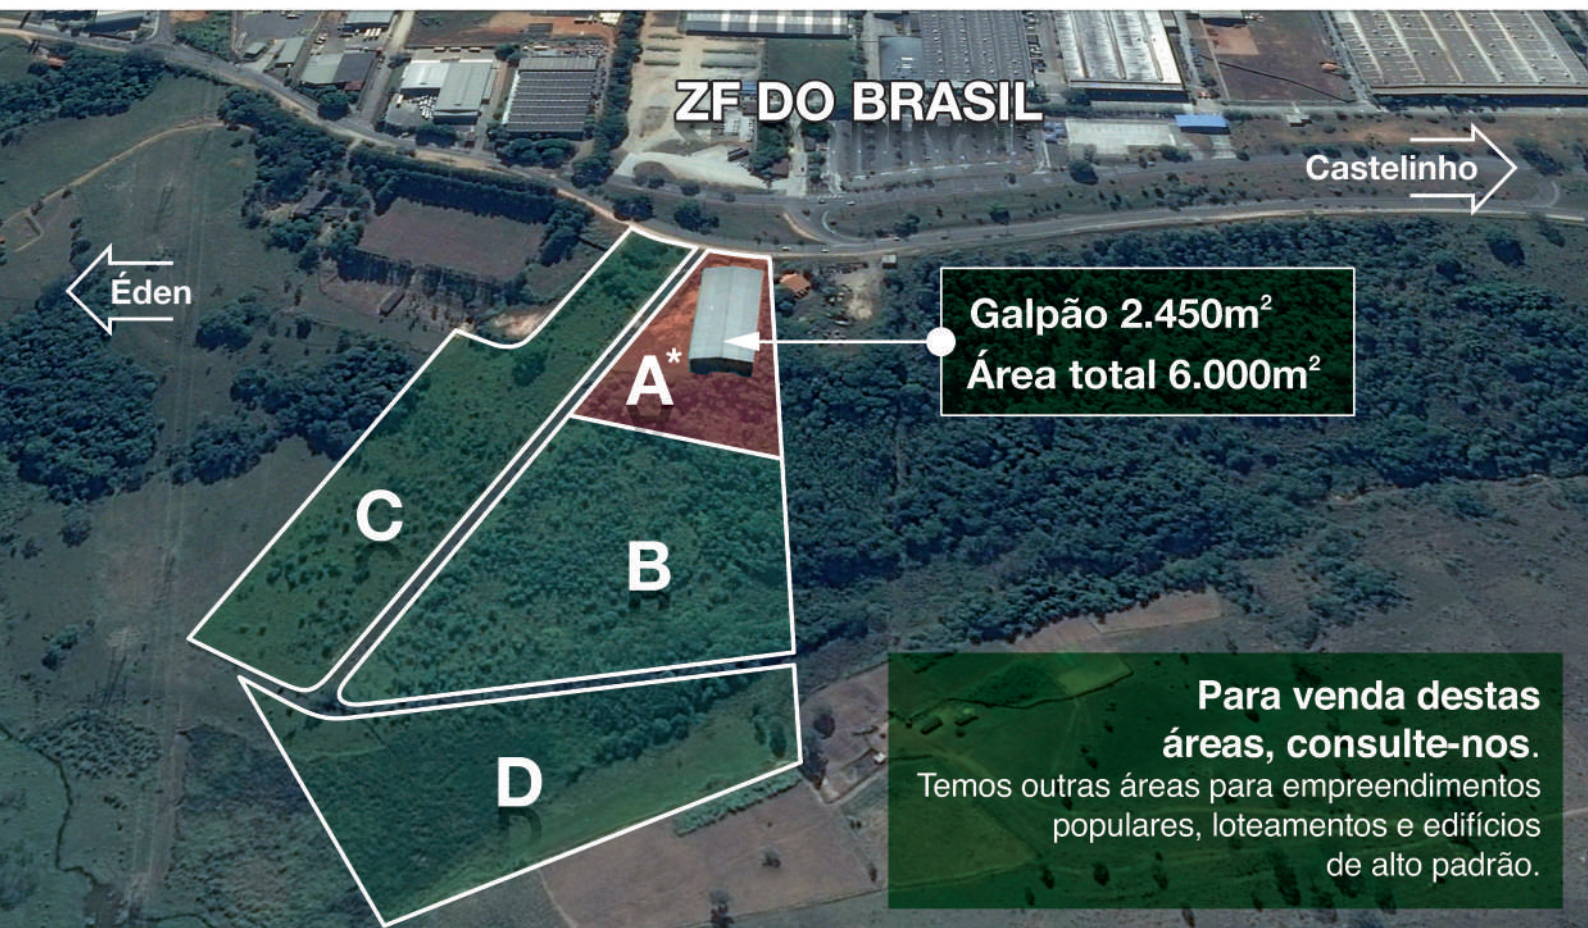 ZF DO BRASIL
Castelinho
Éden
Galpão 2.450m²
Área total 6.000m²
A*
C
B
D
Para venda destas
áreas, consulte-nos.
Temos outras áreas para empreendimentos
populares, loteamentos e edifícios
de alto padrão.